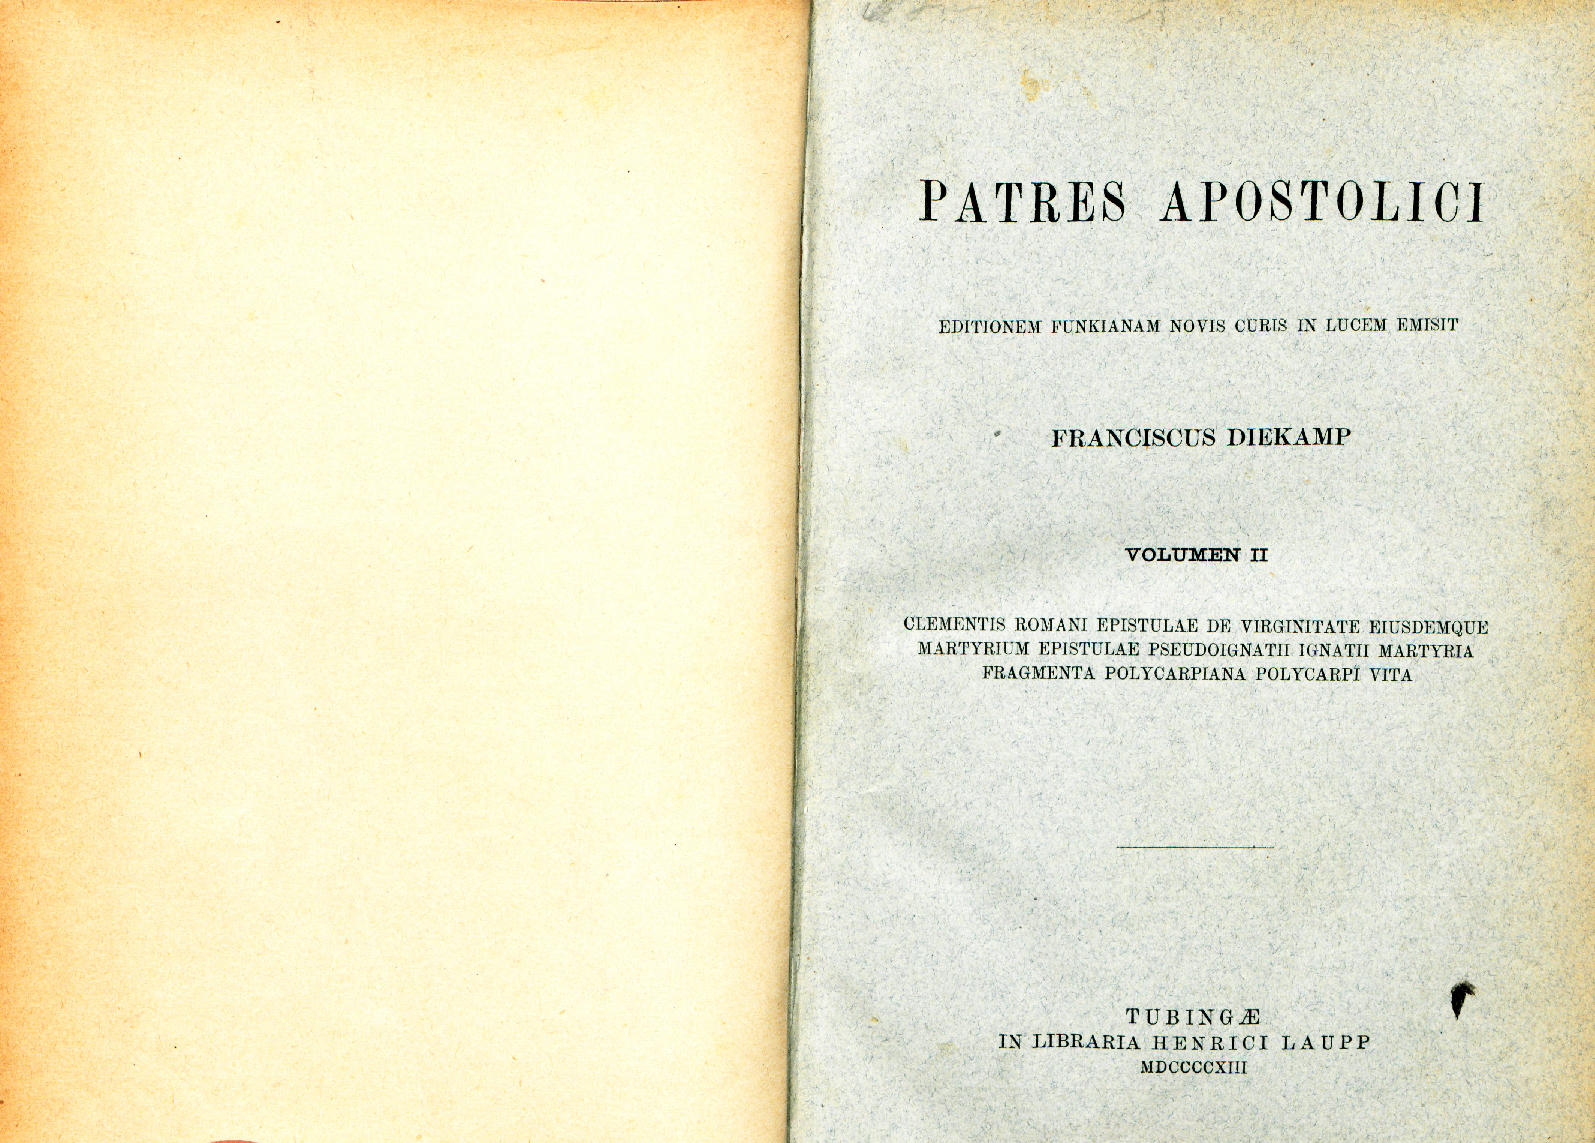 PATRES APOSTOLICI
EDITIONEM FUNKIANAM NOVIS CURIS IN LUCEM EMISIT
FRANCISCUS DIEKAMP
VOLUMEN II
CLEMENTIS ROMANI EPISTULAE DE VIRGINITATE EIUSDEMQUE
MARTYRIUM EPISTULAE PSEUDOIGNATII IGNATII MARTYRIA
FRAGMENTA POLYCARPIANA POLYCARPI VITA
TUBINGÆ
IN LIBRARIA HENRICI LAUPP
MDCCCCXIII